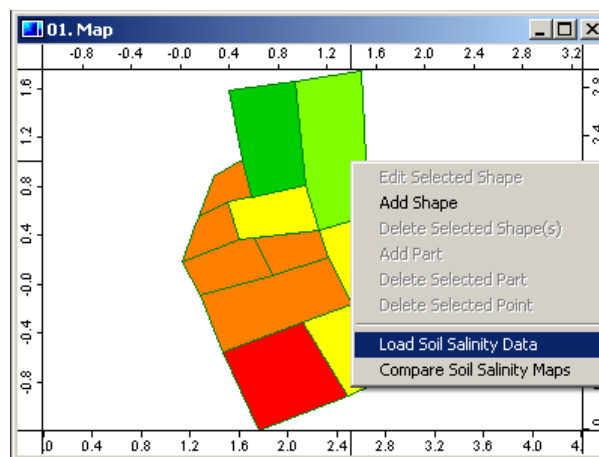 01. Map
-0.8 -0.4 -0.0 0.4 0.8 1.2 1.6 2.0 2.4 2.8 3.2
1.6
1.2
0.8
0.4
-0.0
-0.4
-0.8
2.4
Edit Selected Shape
Add Shape
Delete Selected Shape(s)
Add Part
Delete Selected Part
Delete Selected Point
Load Soil Salinity Data
Compare Soil Salinity Maps
.0 0.4 0.8 1.2 1.6 2.0 2.4 2.8 3.2 3.6 4.0 4.